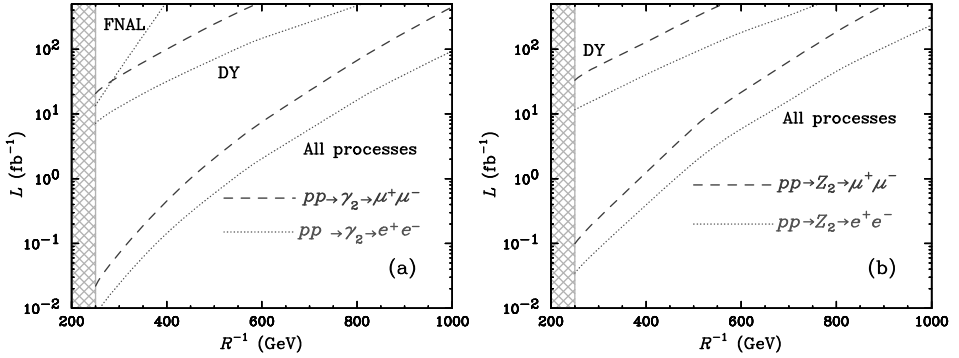 FNAL
DY
All processes
pp→γ₂→μ⁺μ⁻
pp →γ₂→e⁺e⁻
(a)
L (fb⁻¹)
10²
10¹
10⁰
10⁻¹
10⁻²
200 400 600 800 1000
R⁻¹ (GeV)
DY
All processes
pp→Z₂→μ⁺μ⁻
pp→Z₂→e⁺e⁻
(b)
L (fb⁻¹)
10²
10¹
10⁰
10⁻¹
10⁻²
200 400 600 800 1000
R⁻¹ (GeV)